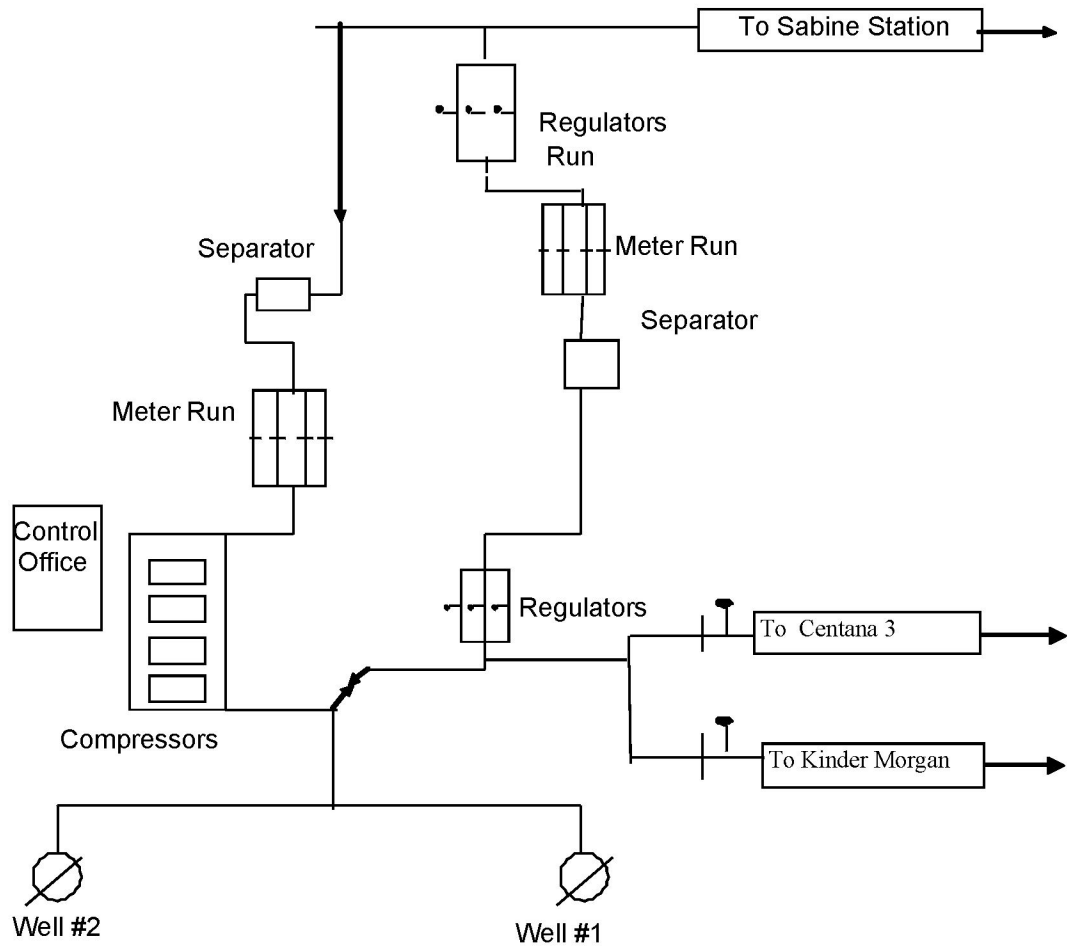 To Sabine Station
Regulators
Run
Separator
Meter Run
Separator
Meter Run
Control
Office
Regulators
To  Centana 3
Compressors
To Kinder Morgan
Well #2
Well #1